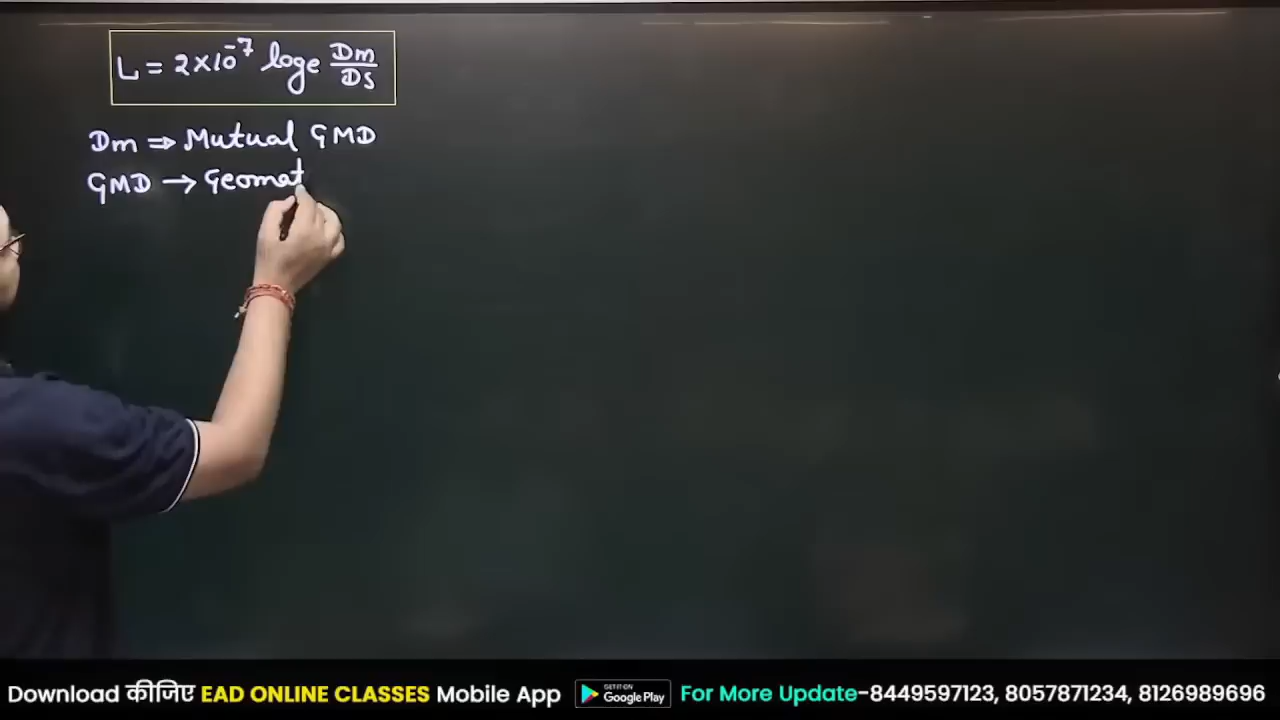 L = 2×10⁻⁷ loge Dm/Ds
Dm ⇒ Mutual GMD
GMD → Geomat
Download कीजिए EAD ONLINE CLASSES Mobile App GET IT ON Google Play For More Update-8449597123, 8057871234, 8126989696